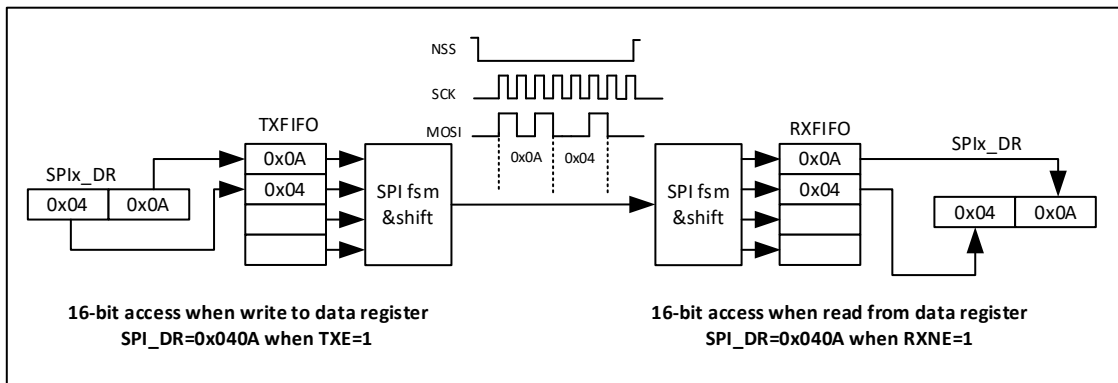 NSS
SCK
MOSI
TXFIFO
RXFIFO
0x0A
0x04
SPIx_DR
0x04 0x0A
0x0A
0x04
SPI fsm
&shift
SPI fsm
&shift
0x0A
0x04
SPIx_DR
0x04 0x0A
16-bit access when write to data register
SPI_DR=0x040A when TXE=1
16-bit access when read from data register
SPI_DR=0x040A when RXNE=1